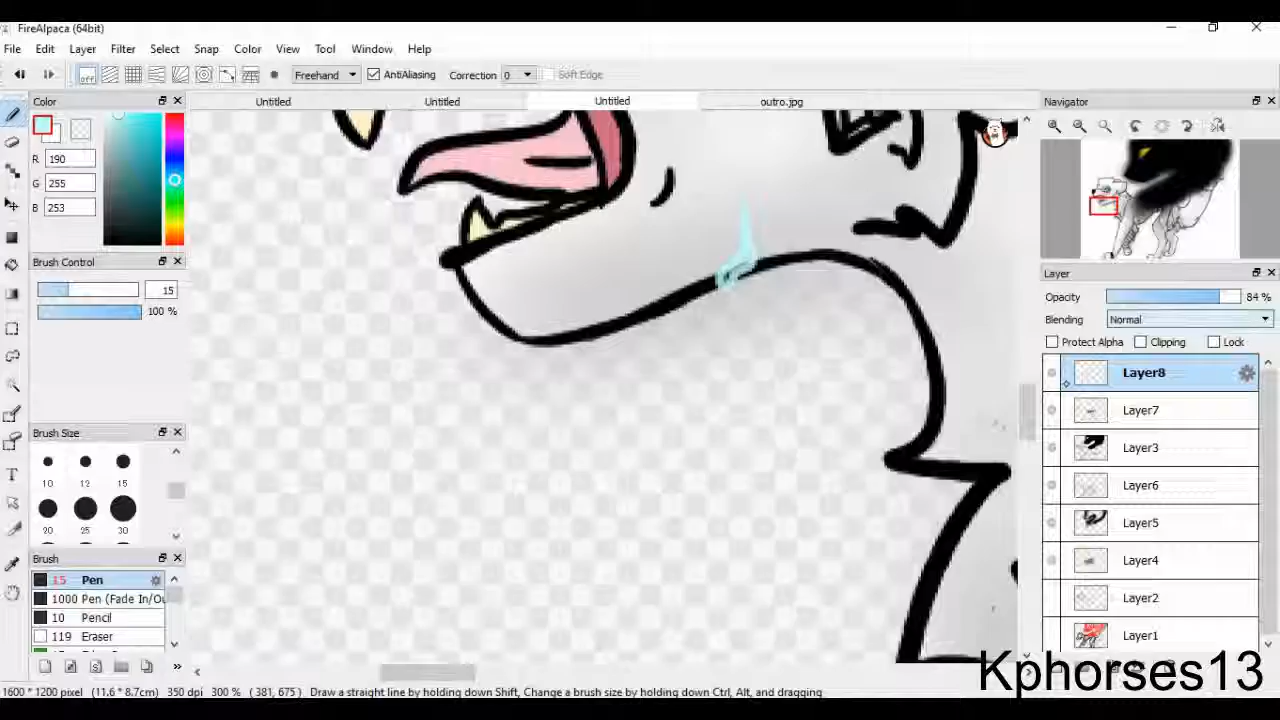 FireAlpaca (64bit)
File Edit Layer Filter Select Snap Color View Tool Window Help
off Freehand AntiAliasing Correction 0 Soft Edge
Color Untitled Untitled Untitled outro.jpg Navigator
R 190
G 255
B 253
Brush Control
15
100 %
Layer
Opacity 84 %
Blending Normal
Protect Alpha Clipping Lock
Layer8
Layer7
Brush Size
Layer3
10 12 15
Layer6
20 25 30
Layer5
Brush
Layer4
15 Pen
1000 Pen (Fade In/Ou
Layer2
10 Pencil
119 Eraser
Layer1
Kphorses13
1600 * 1200 pixel (11.6 * 8.7cm) 350 dpi 300 % ( 381, 675 ) Draw a straight line by holding down Shift, Change a brush size by holding down Ctrl, Alt, and dragging